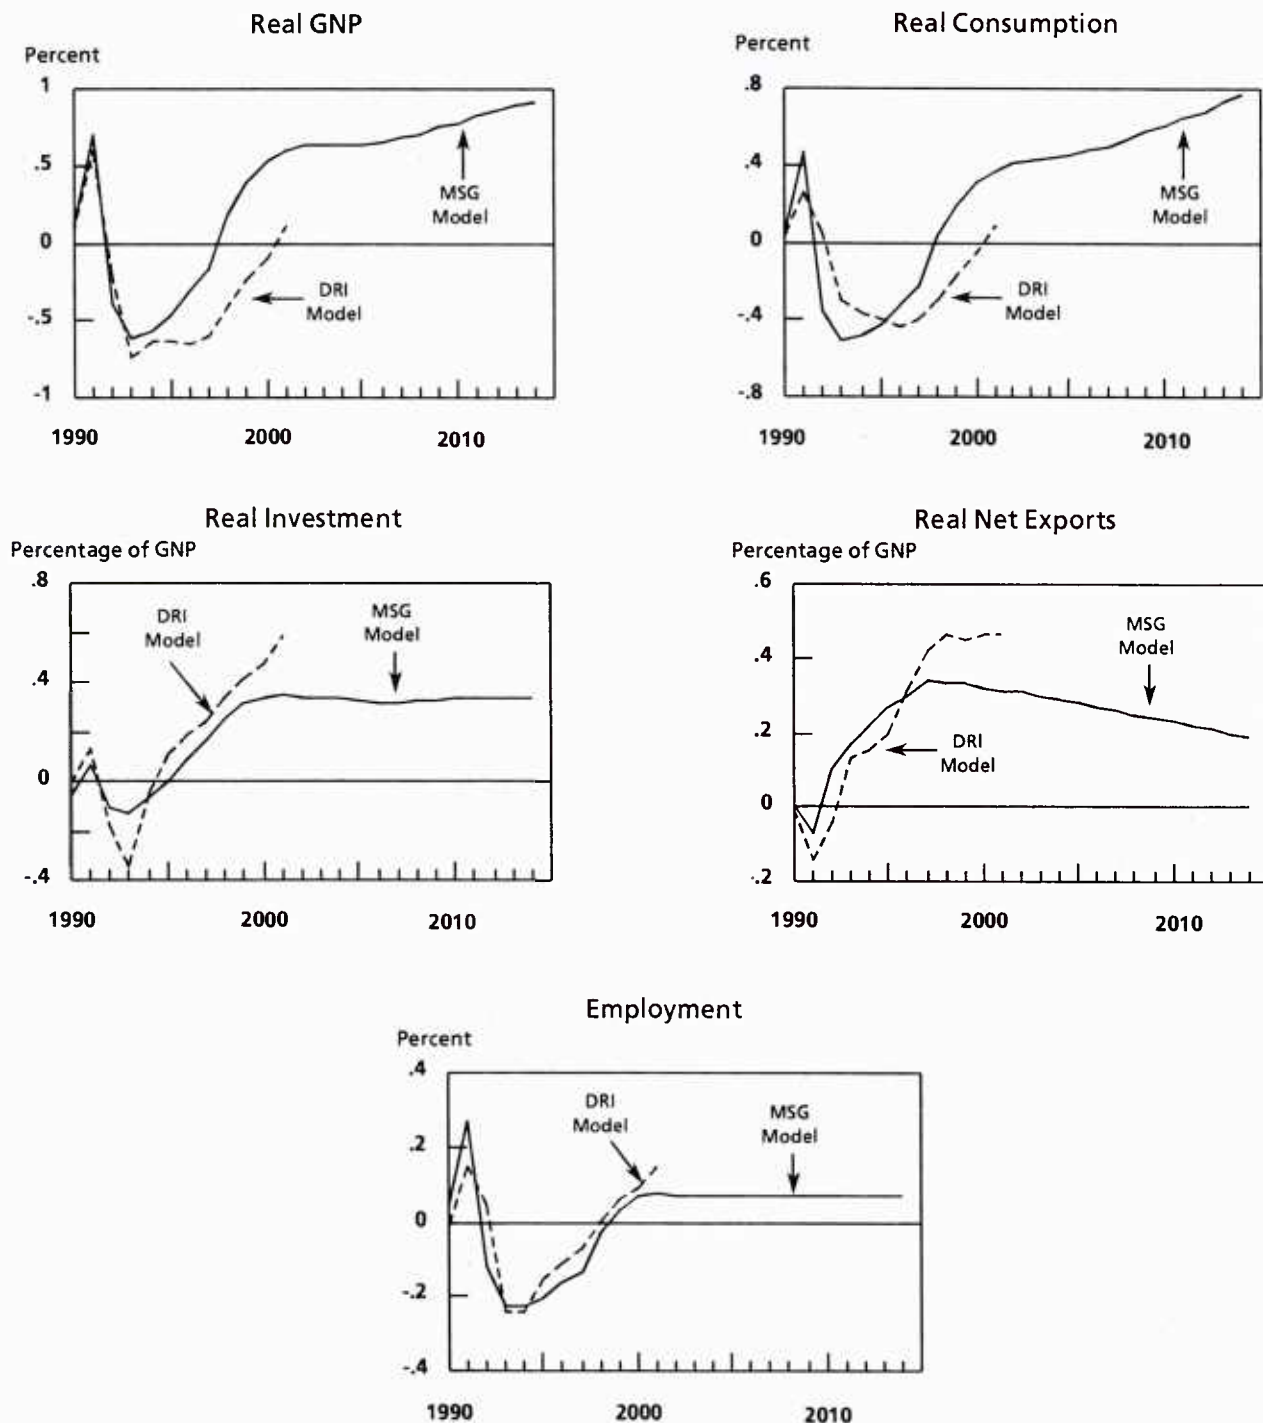 Real GNP
Percent
1
.5
0
-.5
-1
MSG
Model
DRI
Model
1990
2000
2010
Real Consumption
Percent
.8
.4
0
-.4
-.8
MSG
Model
DRI
Model
1990
2000
2010
Real Investment
Percentage of GNP
.8
.4
0
-.4
DRI
Model
MSG
Model
1990
2000
2010
Real Net Exports
Percentage of GNP
.6
.4
.2
0
-.2
MSG
Model
DRI
Model
1990
2000
2010
Employment
Percent
.4
.2
0
-.2
-.4
DRI
Model
MSG
Model
1990
2000
2010